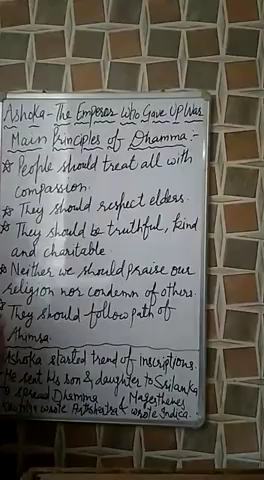 Ashoka - The Emperor Who Gave Up War
Main Principles of Dhamma :-
☆ People should treat all with
compassion.
☆ They should respect elders.
☆ They should be truthful, kind
and charitable
☆ Neither we should praise our
religion nor condemn of others.
☆ They should follow path of
Ahimsa.
Ashoka started trend of inscriptions.
He sent his son & daughter to Srilanka
to spread Dhamma, Magesthenes
wrote Arthshastra & wrote Indica.